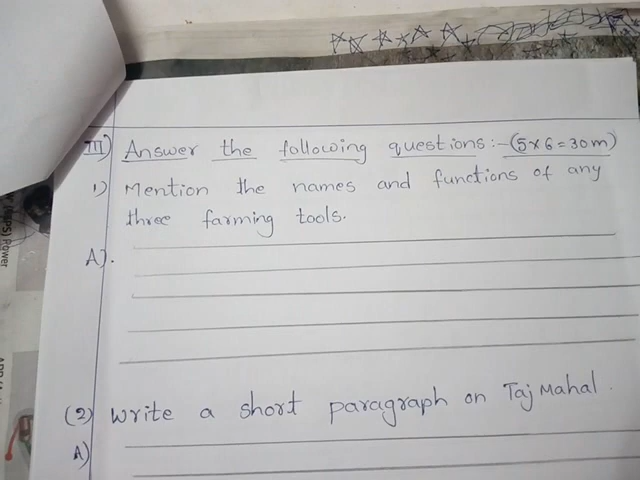 III) Answer the following questions :- (5x6=30m)
1) Mention the names and functions of any
three farming tools.
A).
(2) Write a short paragraph on Taj Mahal.
A)
Power